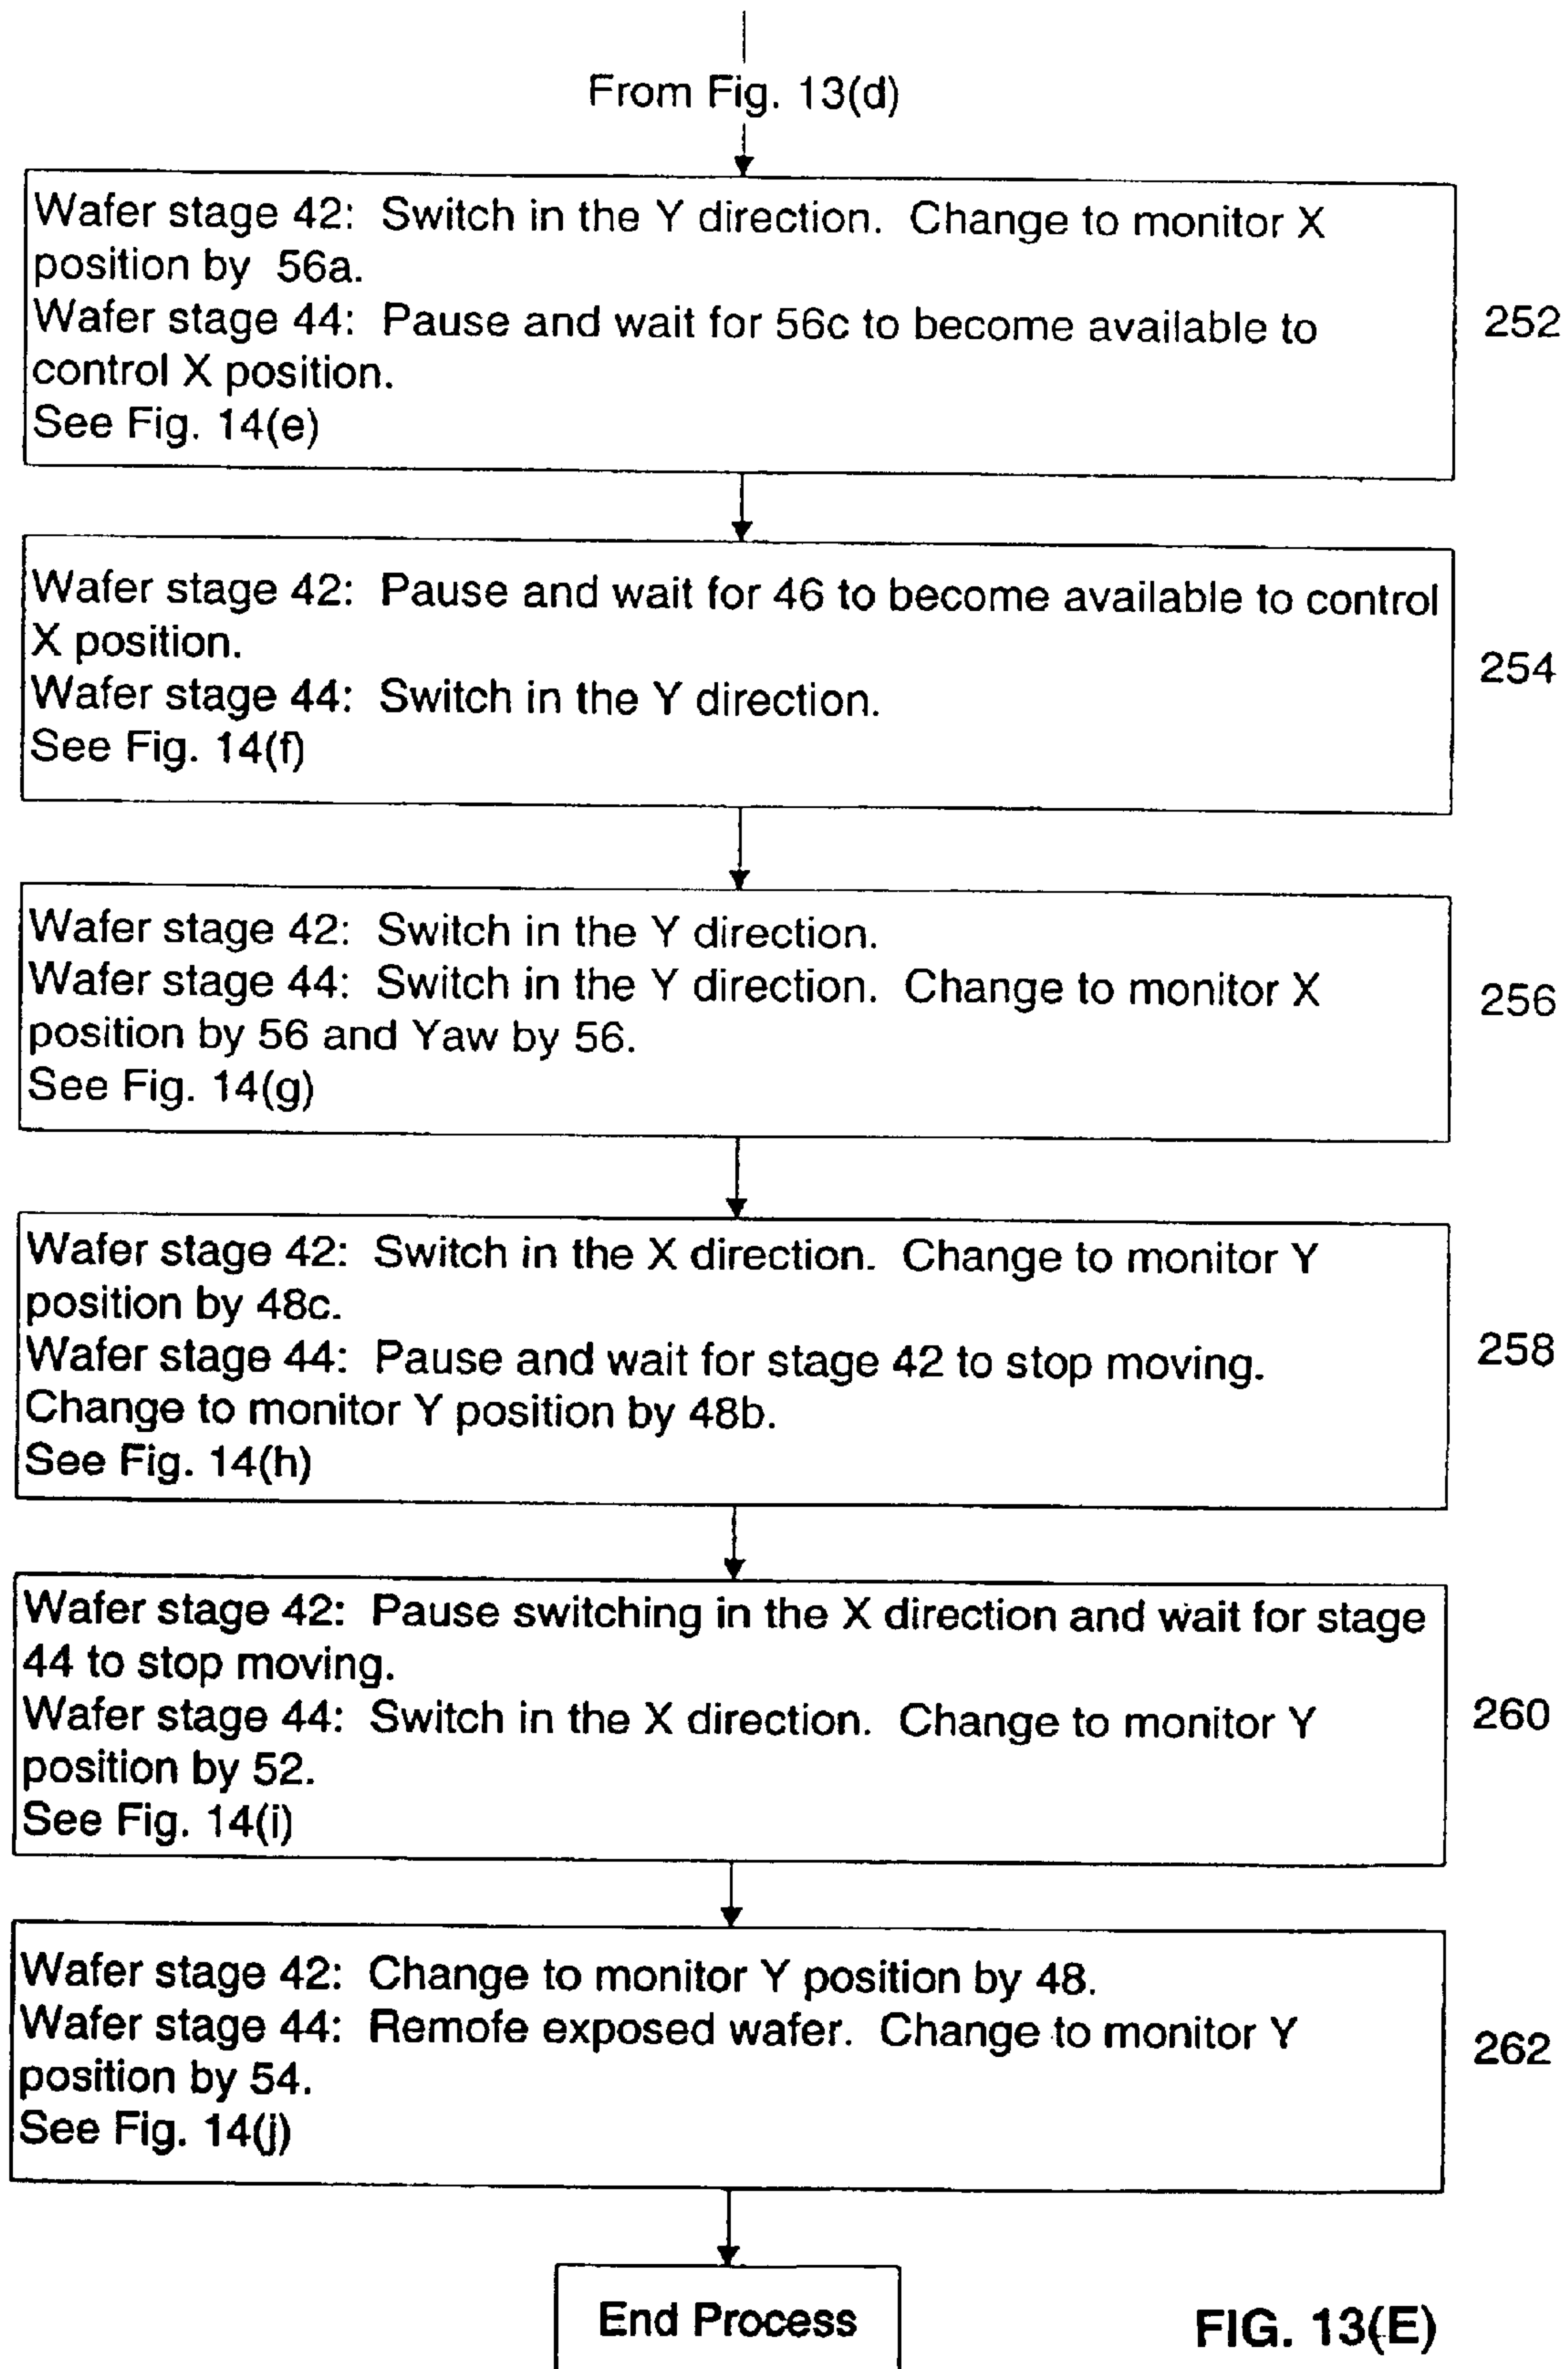 From Fig. 13(d)
Wafer stage 42: Switch in the Y direction. Change to monitor X
position by 56a.
Wafer stage 44: Pause and wait for 56c to become available to
control X position.
See Fig. 14(e)
252
Wafer stage 42: Pause and wait for 46 to become available to control
X position.
Wafer stage 44: Switch in the Y direction.
See Fig. 14(f)
254
Wafer stage 42: Switch in the Y direction.
Wafer stage 44: Switch in the Y direction. Change to monitor X
position by 56 and Yaw by 56.
See Fig. 14(g)
256
Wafer stage 42: Switch in the X direction. Change to monitor Y
position by 48c.
Wafer stage 44: Pause and wait for stage 42 to stop moving.
Change to monitor Y position by 48b.
See Fig. 14(h)
258
Wafer stage 42: Pause switching in the X direction and wait for stage
44 to stop moving.
Wafer stage 44: Switch in the X direction. Change to monitor Y
position by 52.
See Fig. 14(i)
260
Wafer stage 42: Change to monitor Y position by 48.
Wafer stage 44: Remofe exposed wafer. Change to monitor Y
position by 54.
See Fig. 14(j)
262
End Process
FIG. 13(E)